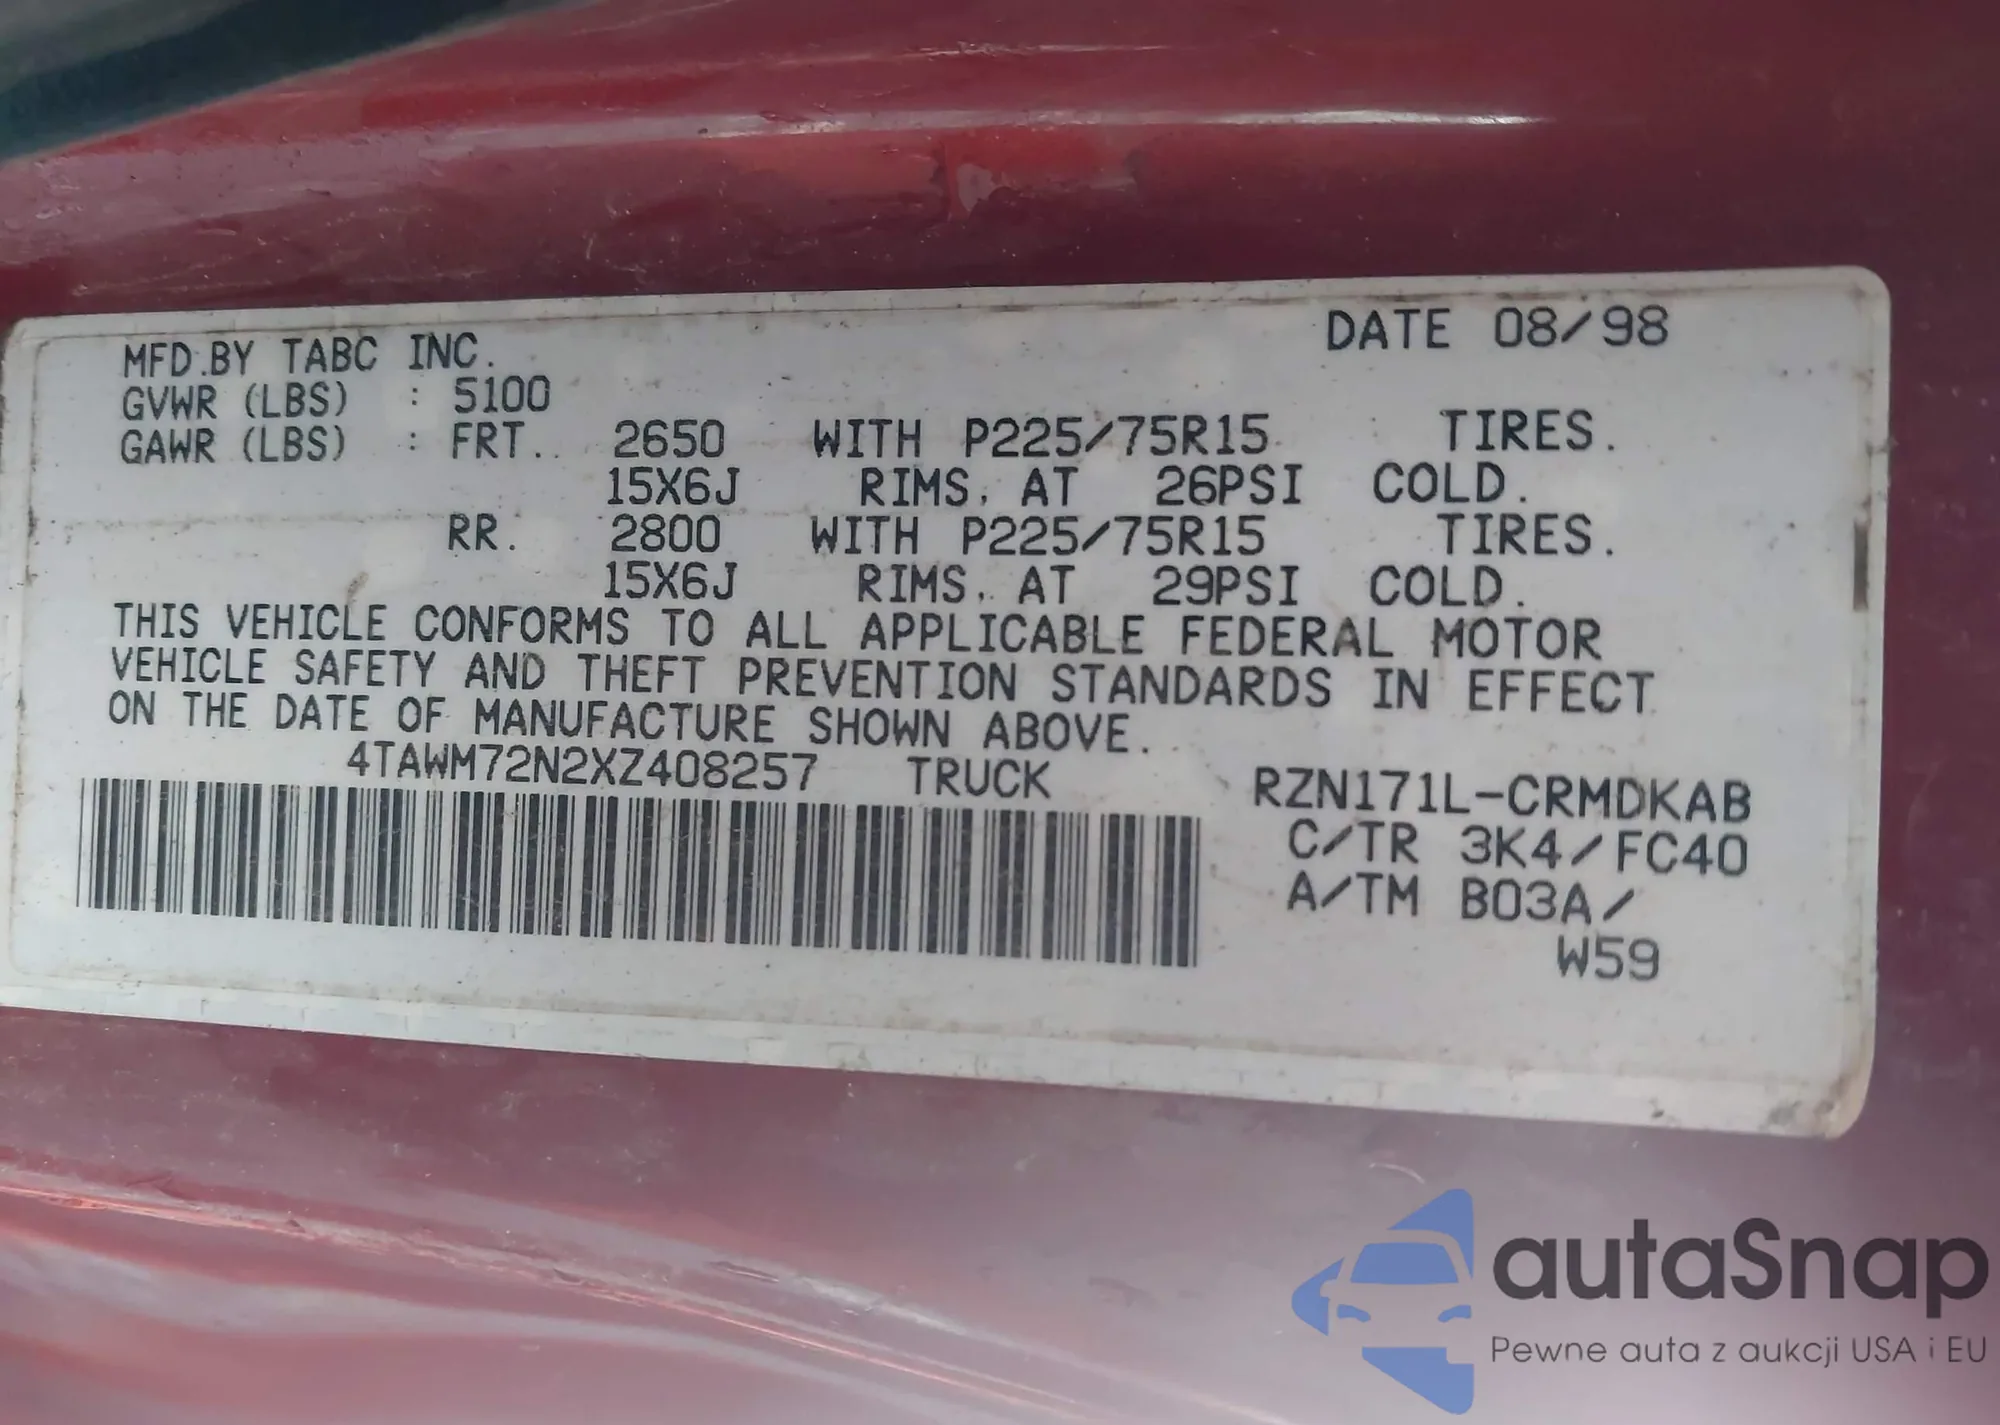 DATE 08/98
MFD.BY TABC INC.
GVWR (LBS) : 5100
GAWR (LBS) : FRT.. 2650 WITH P225/75R15 TIRES.
15X6J RIMS, AT 26PSI COLD.
RR. 2800 WITH P225/75R15 TIRES.
15X6J RIMS, AT 29PSI COLD.
THIS VEHICLE CONFORMS TO ALL APPLICABLE FEDERAL MOTOR
VEHICLE SAFETY AND THEFT PREVENTION STANDARDS IN EFFECT
ON THE DATE OF MANUFACTURE SHOWN ABOVE.
4TAWM72N2XZ408257 TRUCK
RZN171L-CRMDKAB
C/TR 3K4/FC40
A/TM B03A/
W59
autaSnap
Pewne auta z aukcji USA i EU